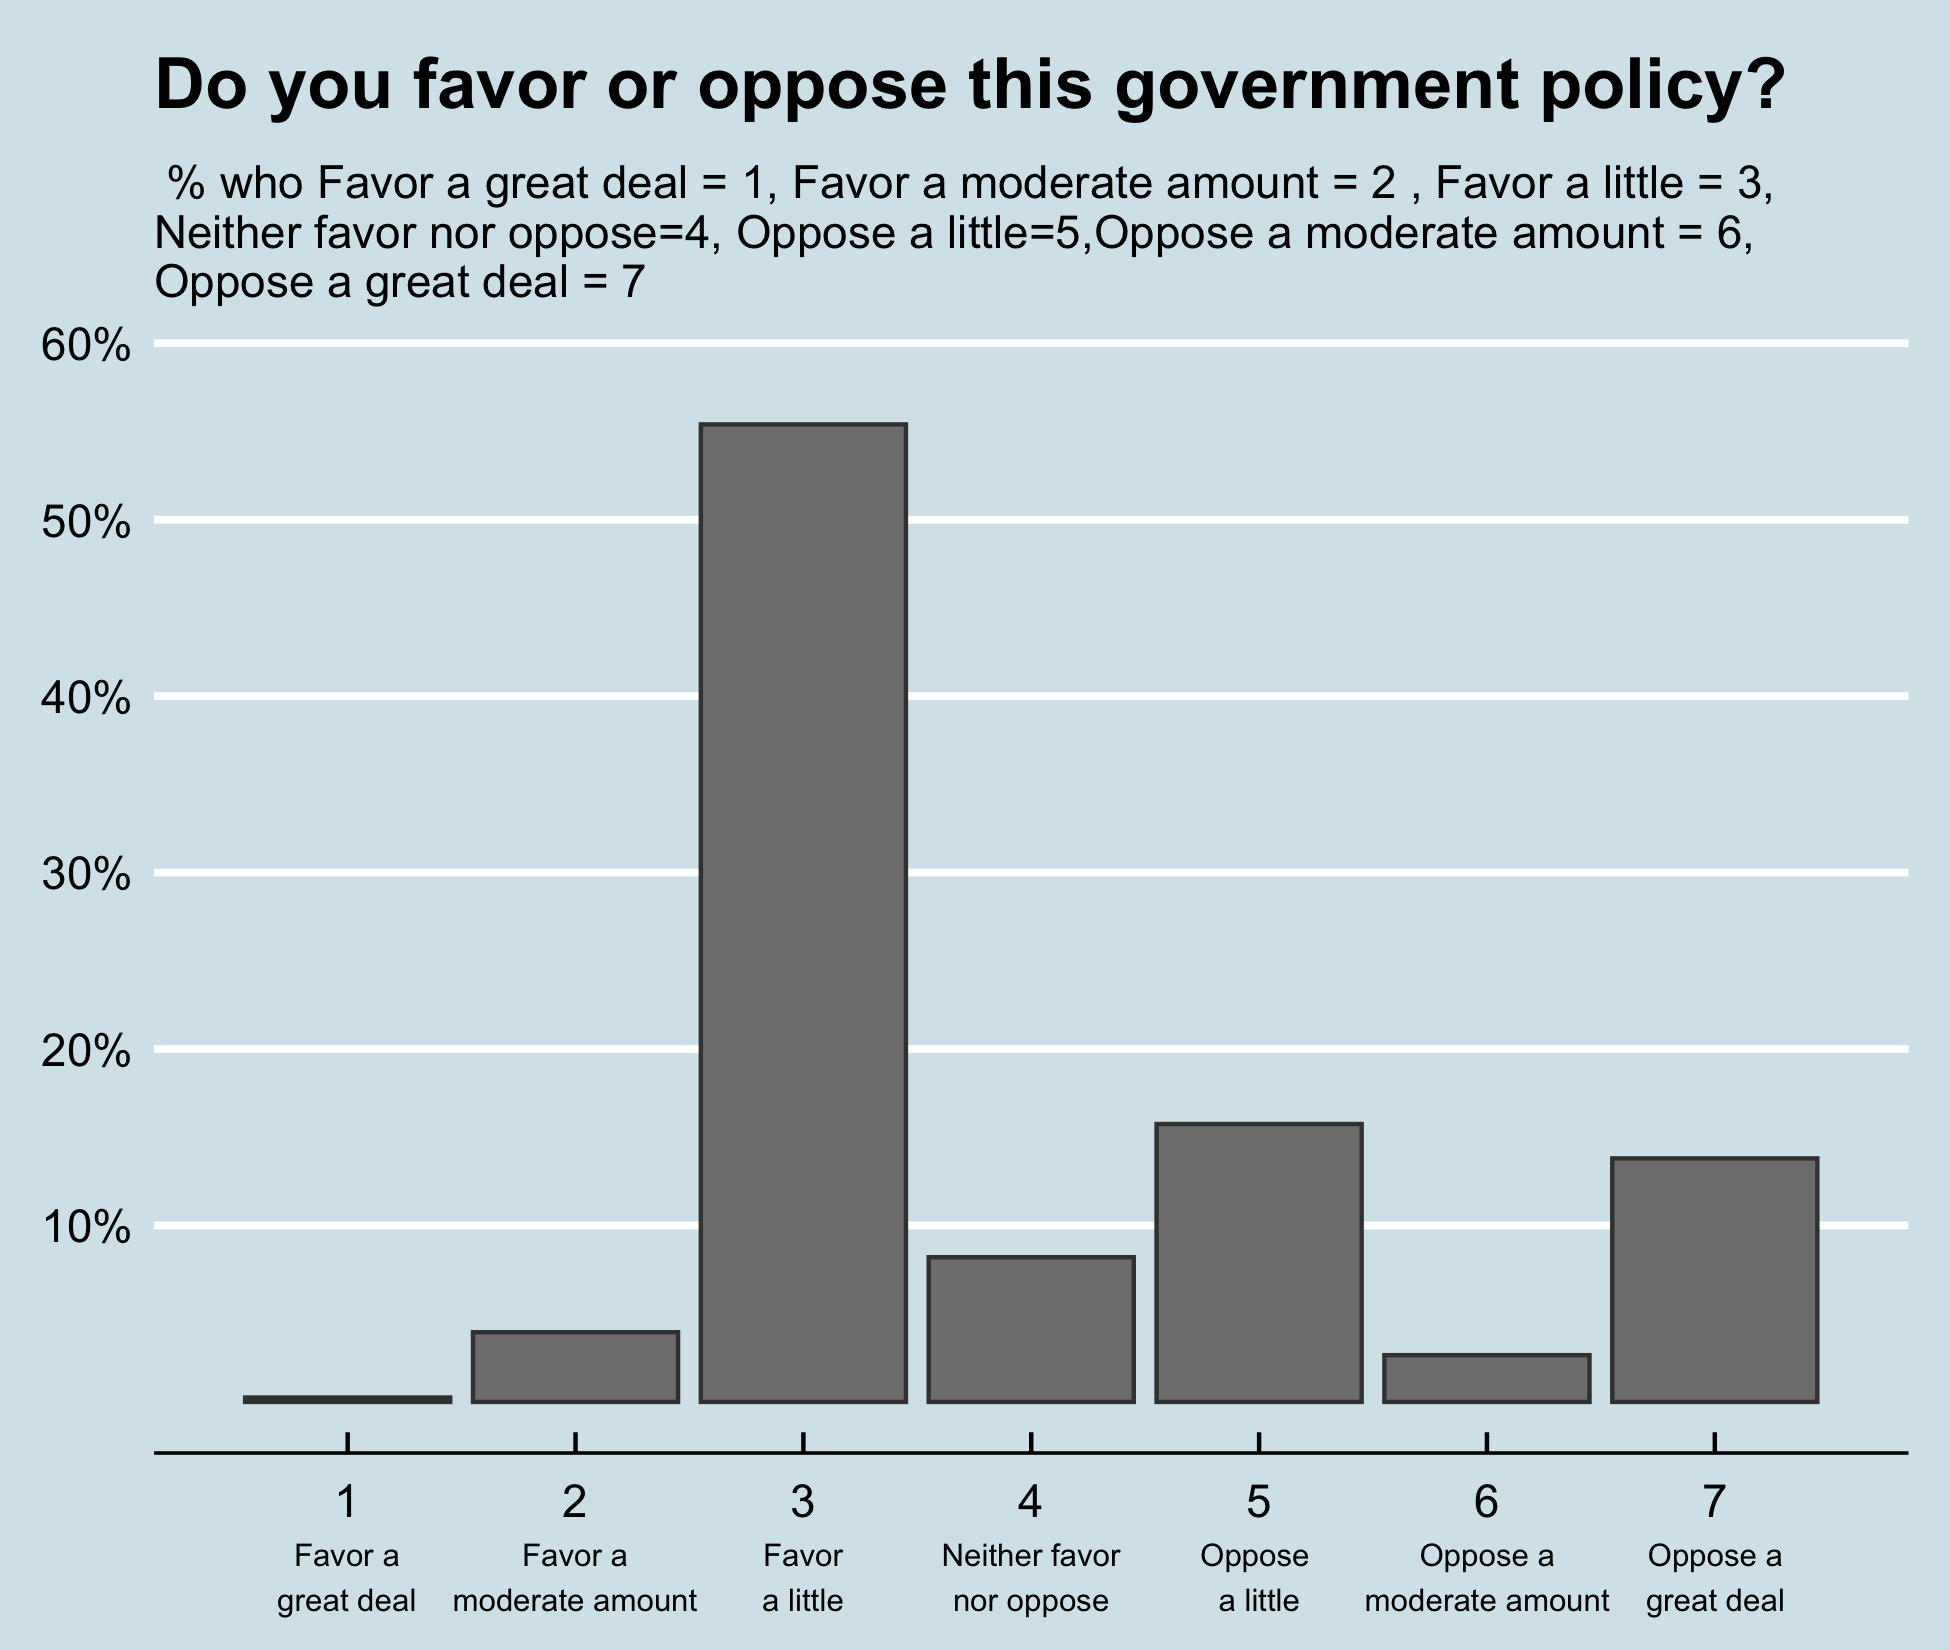 Do you favor or oppose this government policy?
% who Favor a great deal = 1, Favor a moderate amount = 2 , Favor a little = 3,
Neither favor nor oppose=4, Oppose a little=5,Oppose a moderate amount = 6,
Oppose a great deal = 7
60%
50%
40%
30%
20%
10%
1 2 3 4 5 6 7
Favor a Favor a Favor Neither favor Oppose Oppose a Oppose a
great deal moderate amount a little nor oppose a little moderate amount great deal